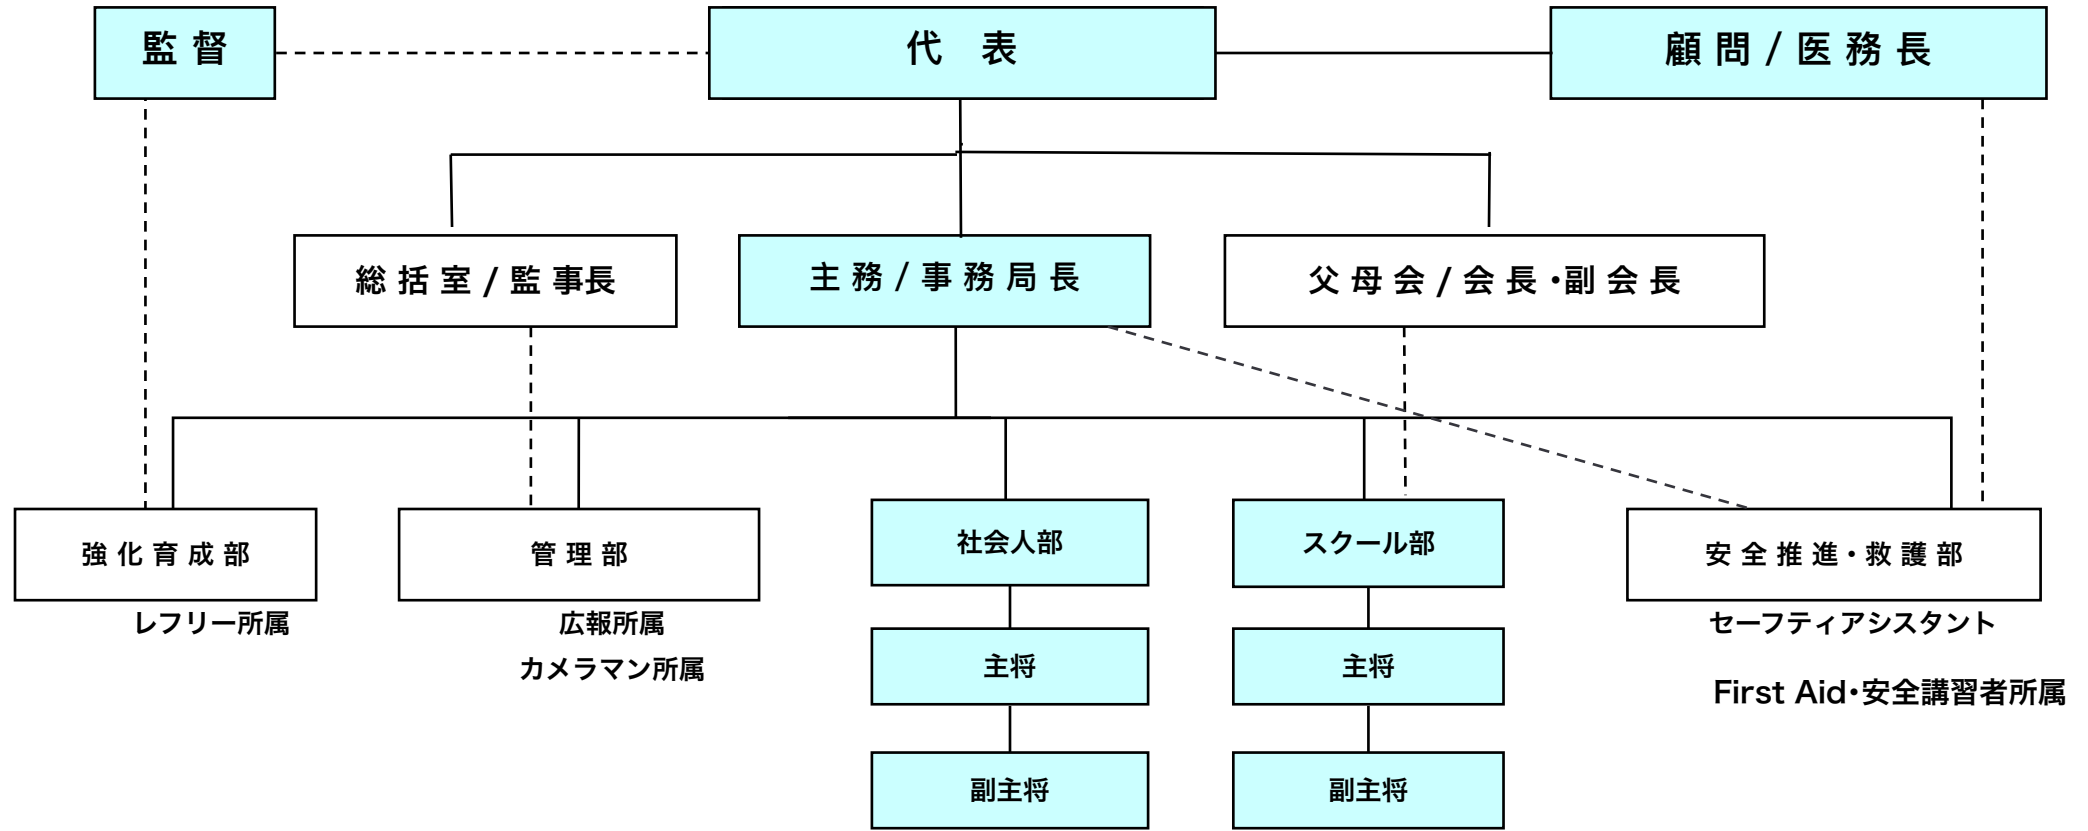 監 督
代　表
顧 問 / 医 務 長
総 括 室 / 監 事長
主 務 / 事 務 局 長
父 母 会 / 会 長 ・副 会 長
強 化 育 成 部
管 理 部
社会人部
スクール部
安 全 推 進・救 護 部
レフリー所属
広報所属
セーフティアシスタント
カメラマン所属
主将
主将
First Aid・安全講習者所属
副主将
副主将